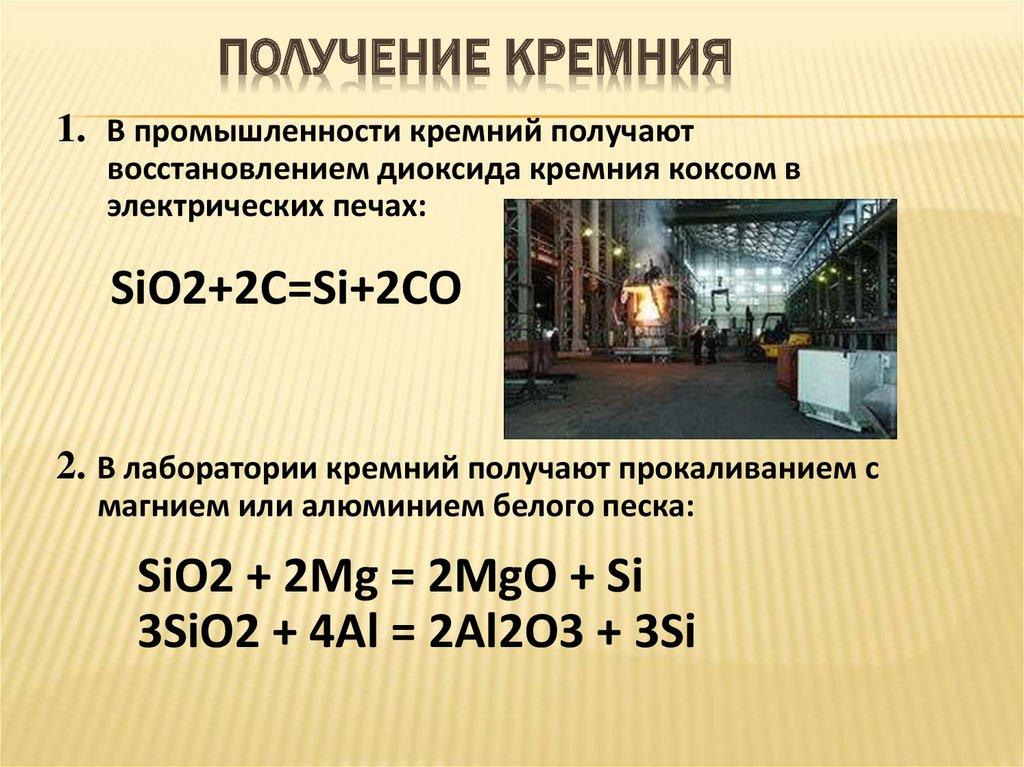 ПОЛУЧЕНИЕ КРЕМНИЯ
1. В промышленности кремний получают
восстановлением диоксида кремния коксом в
электрических печах:
SiO2+2C=Si+2CO
2. В лаборатории кремний получают прокаливанием с
магнием или алюминием белого песка:
SiO2 + 2Mg = 2MgO + Si
3SiO2 + 4Al = 2Al2O3 + 3Si